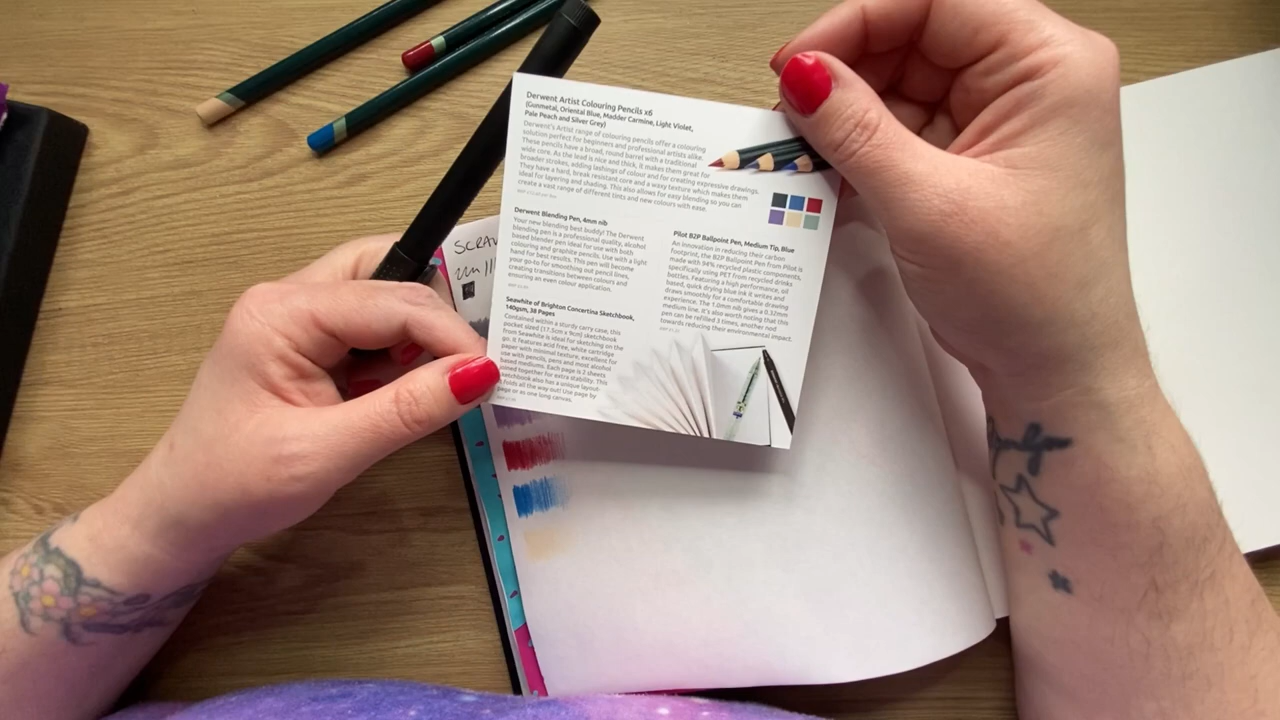 Derwent Artist Colouring Pencils x6
(Gunmetal, Oriental Blue, Madder Carmine, Light Violet,
Pale Peach and Silver Grey)
Derwent's Artist range of colouring pencils offer a colouring
solution perfect for beginners and professional artists alike.
These pencils have a broad, round barrel with a traditional
wide core. As the lead is nice and thick, it makes them great for
broader strokes, adding lashings of colour and for creating expressive drawings.
They have a hard, break resistant core and a waxy texture which makes them
ideal for layering and shading. This also allows for easy blending so you can
create a vast range of different tints and new colours with ease.
Derwent Blending Pen, 4mm nib
Your new blending best buddy! The Derwent
blending pen is a professional quality, alcohol
based blender pen ideal for use with both
colouring and graphite pencils. Use with a light
hand for best results. This pen will become
your go-to for smoothing out pencil lines,
creating transitions between colours and
ensuring an even colour application.
Seawhite of Brighton Concertina Sketchbook,
140gsm, 38 Pages
Contained within a sturdy carry case, this
pocket sized (17.5cm x 9cm) sketchbook
from Seawhite is ideal for sketching on the
go. It features acid free, white cartridge
paper with minimal texture, excellent for
use with pencils, pens and most alcohol
based mediums. Each page is 2 sheets
joined together for extra stability. This
sketchbook also has a unique layout-
folds all the way out! Use page by
page or as one long canvas.
Pilot B2P Ballpoint Pen, Medium Tip, Blue
An innovation in reducing their carbon
footprint, the B2P Ballpoint Pen from Pilot is
made with 94% recycled plastic components,
specifically using PET from recycled drinks
bottles. Featuring a high performance, oil
based, quick drying blue ink it writes and
draws smoothly for a comfortable drawing
experience. The 1.0mm nib gives a 0.32mm
medium line. It's also worth noting that this
pen can be refilled 3 times, another nod
towards reducing their environmental impact.
SCRAW